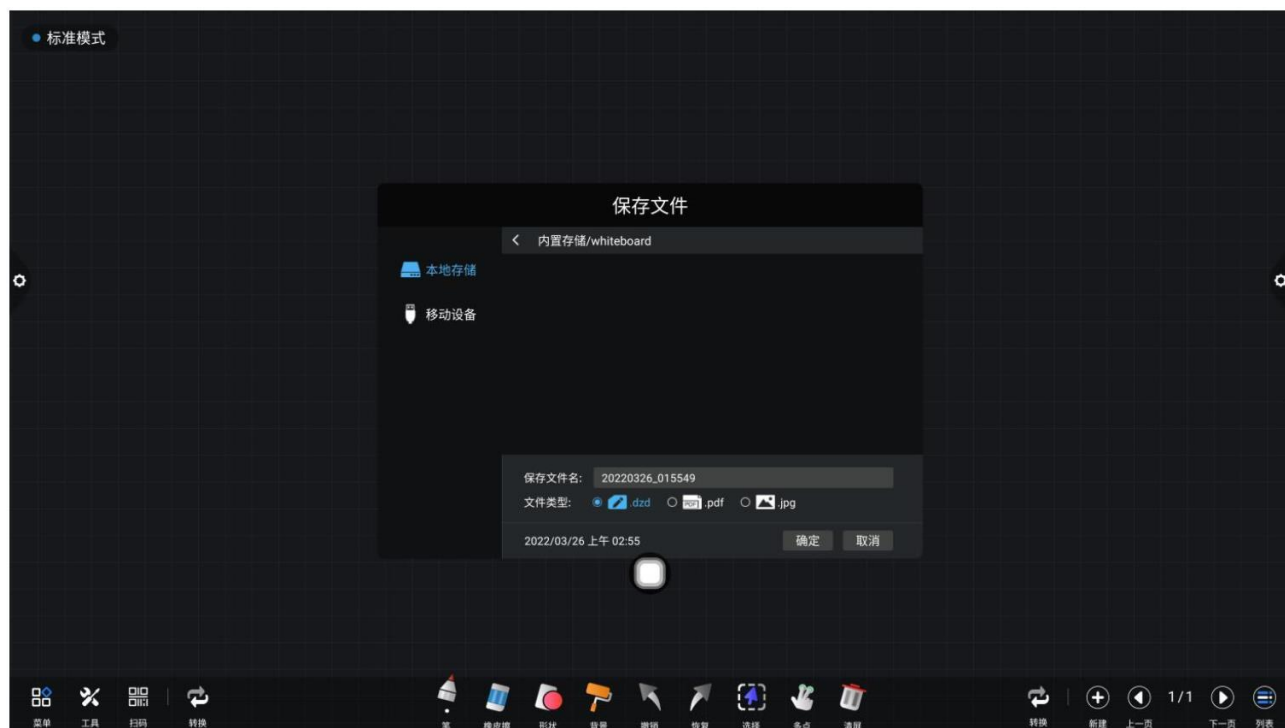 标准模式
保存文件
内置存储/whiteboard
本地存储
移动设备
保存文件名: 20220326_015549
文件类型: .dzd PDF .pdf .jpg
2022/03/26 上午 02:55 确定 取消
1/1
菜单 工具 扫码 转换 笔 橡皮擦 形状 背景 撤销 恢复 选择 多点 清屏 转换 新建 上一页 下一页 列表